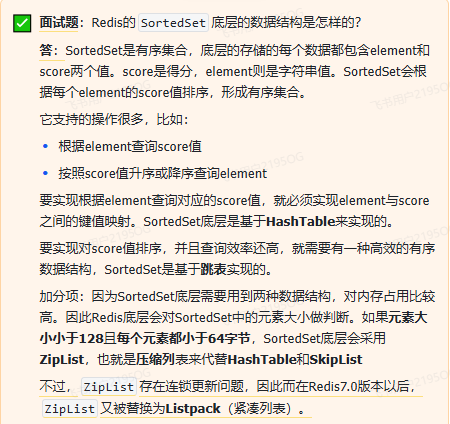 面试题：Redis的 SortedSet 底层的数据结构是怎样的？
答：SortedSet是有序集合，底层的存储的每个数据都包含element和
score两个值。score是得分，element则是字符串值。SortedSet会根
据每个element的score值排序，形成有序集合。
它支持的操作很多，比如：
• 根据element查询score值
• 按照score值升序或降序查询element
要实现根据element查询对应的score值，就必须实现element与score
之间的键值映射。SortedSet底层是基于HashTable来实现的。
要实现对score值排序，并且查询效率还高，就需要有一种高效的有序
数据结构，SortedSet是基于跳表实现的。
加分项：因为SortedSet底层需要用到两种数据结构，对内存占用比较
高。因此Redis底层会对SortedSet中的元素大小做判断。如果元素大
小小于128且每个元素都小于64字节，SortedSet底层会采用
ZipList，也就是压缩列表来代替HashTable和SkipList
不过，ZipList 存在连锁更新问题，因此而在Redis7.0版本以后，
ZipList 又被替换为Listpack（紧凑列表）。